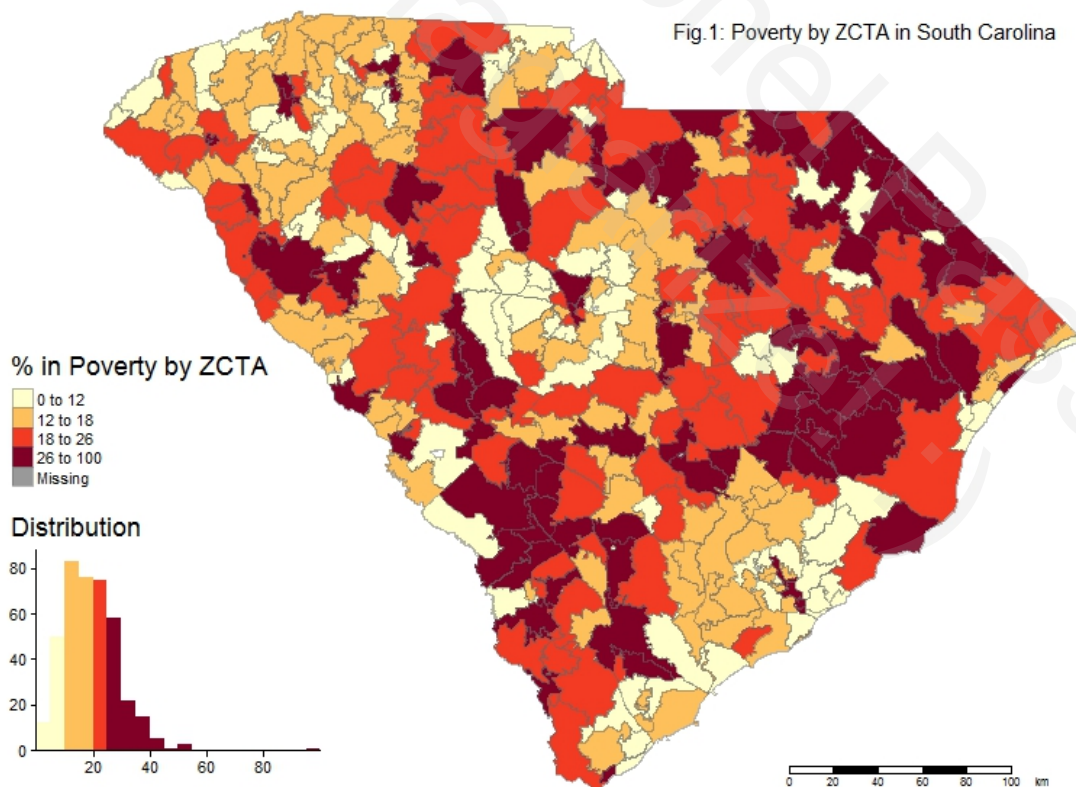 Fig.1: Poverty by ZCTA in South Carolina
% in Poverty by ZCTA
0 to 12
12 to 18
18 to 26
26 to 100
Missing
Distribution
80
60
40
20
0
20 40 60 80
0 20 40 60 80 100 km